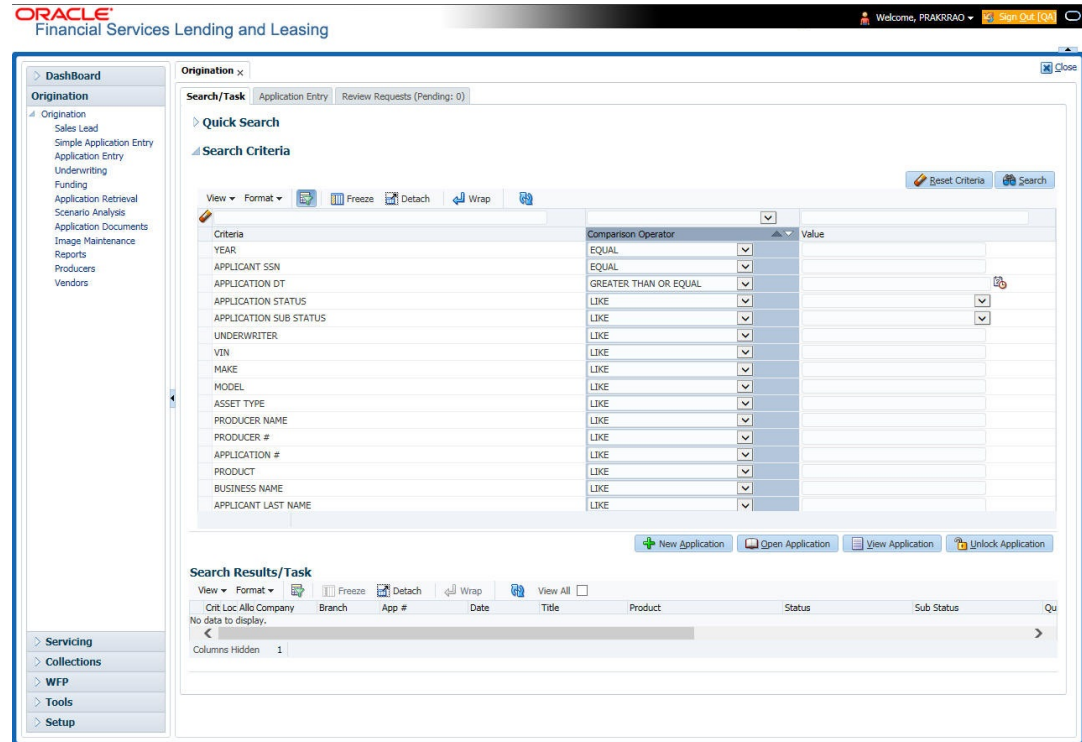 ORACLE
Financial Services Lending and Leasing
Welcome, PRAKRRAO
Sign Out [QA]
Close
DashBoard
Origination
Origination
Sales Lead
Simple Application Entry
Application Entry
Underwriting
Funding
Application Retrieval
Scenario Analysis
Application Documents
Image Maintenance
Reports
Producers
Vendors
Servicing
Collections
WFP
Tools
Setup
Origination x
Search/Task Application Entry Review Requests (Pending: 0)
Quick Search
Search Criteria
Reset Criteria Search
View Format Freeze Detach Wrap
Criteria Comparison Operator Value
YEAR EQUAL
APPLICANT SSN EQUAL
APPLICATION DT GREATER THAN OR EQUAL
APPLICATION STATUS LIKE
APPLICATION SUB STATUS LIKE
UNDERWRITER LIKE
VIN LIKE
MAKE LIKE
MODEL LIKE
ASSET TYPE LIKE
PRODUCER NAME LIKE
PRODUCER # LIKE
APPLICATION # LIKE
PRODUCT LIKE
BUSINESS NAME LIKE
APPLICANT LAST NAME LIKE
New Application Open Application View Application Unlock Application
Search Results/Task
View Format Freeze Detach Wrap View All
Crit Loc Allo Company Branch App # Date Title Product Status Sub Status Qu
No data to display.
Columns Hidden 1